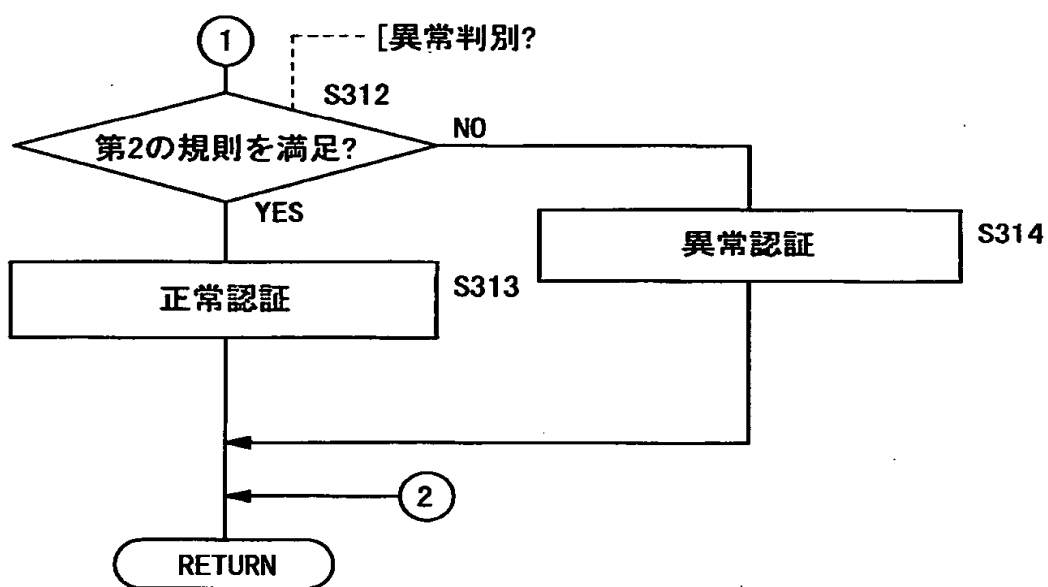 1
[異常判別?
S312
第2の規則を満足?
NO
YES
異常認証
S314
正常認証
S313
2
RETURN